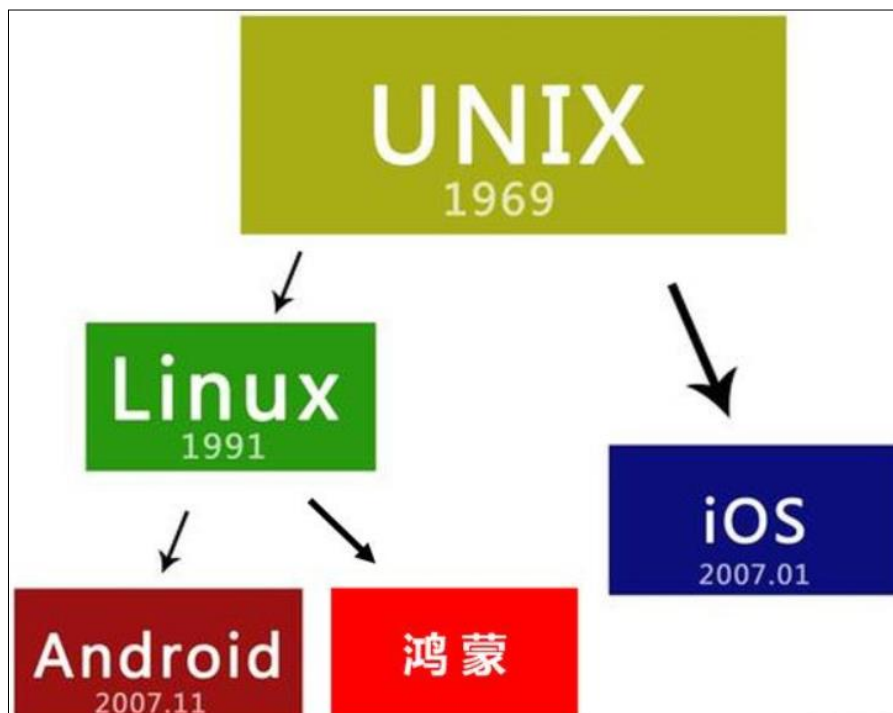 UNIX
1969
Linux
1991
iOS
2007.01
Android
2007.11
鸿蒙